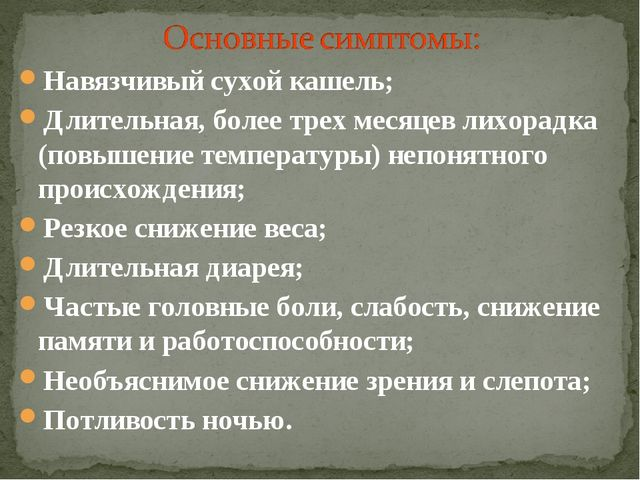 Основные симптомы:
Навязчивый сухой кашель;
Длительная, более трех месяцев лихорадка
(повышение температуры) непонятного
происхождения;
Резкое снижение веса;
Длительная диарея;
Частые головные боли, слабость, снижение
памяти и работоспособности;
Необъяснимое снижение зрения и слепота;
Потливость ночью.